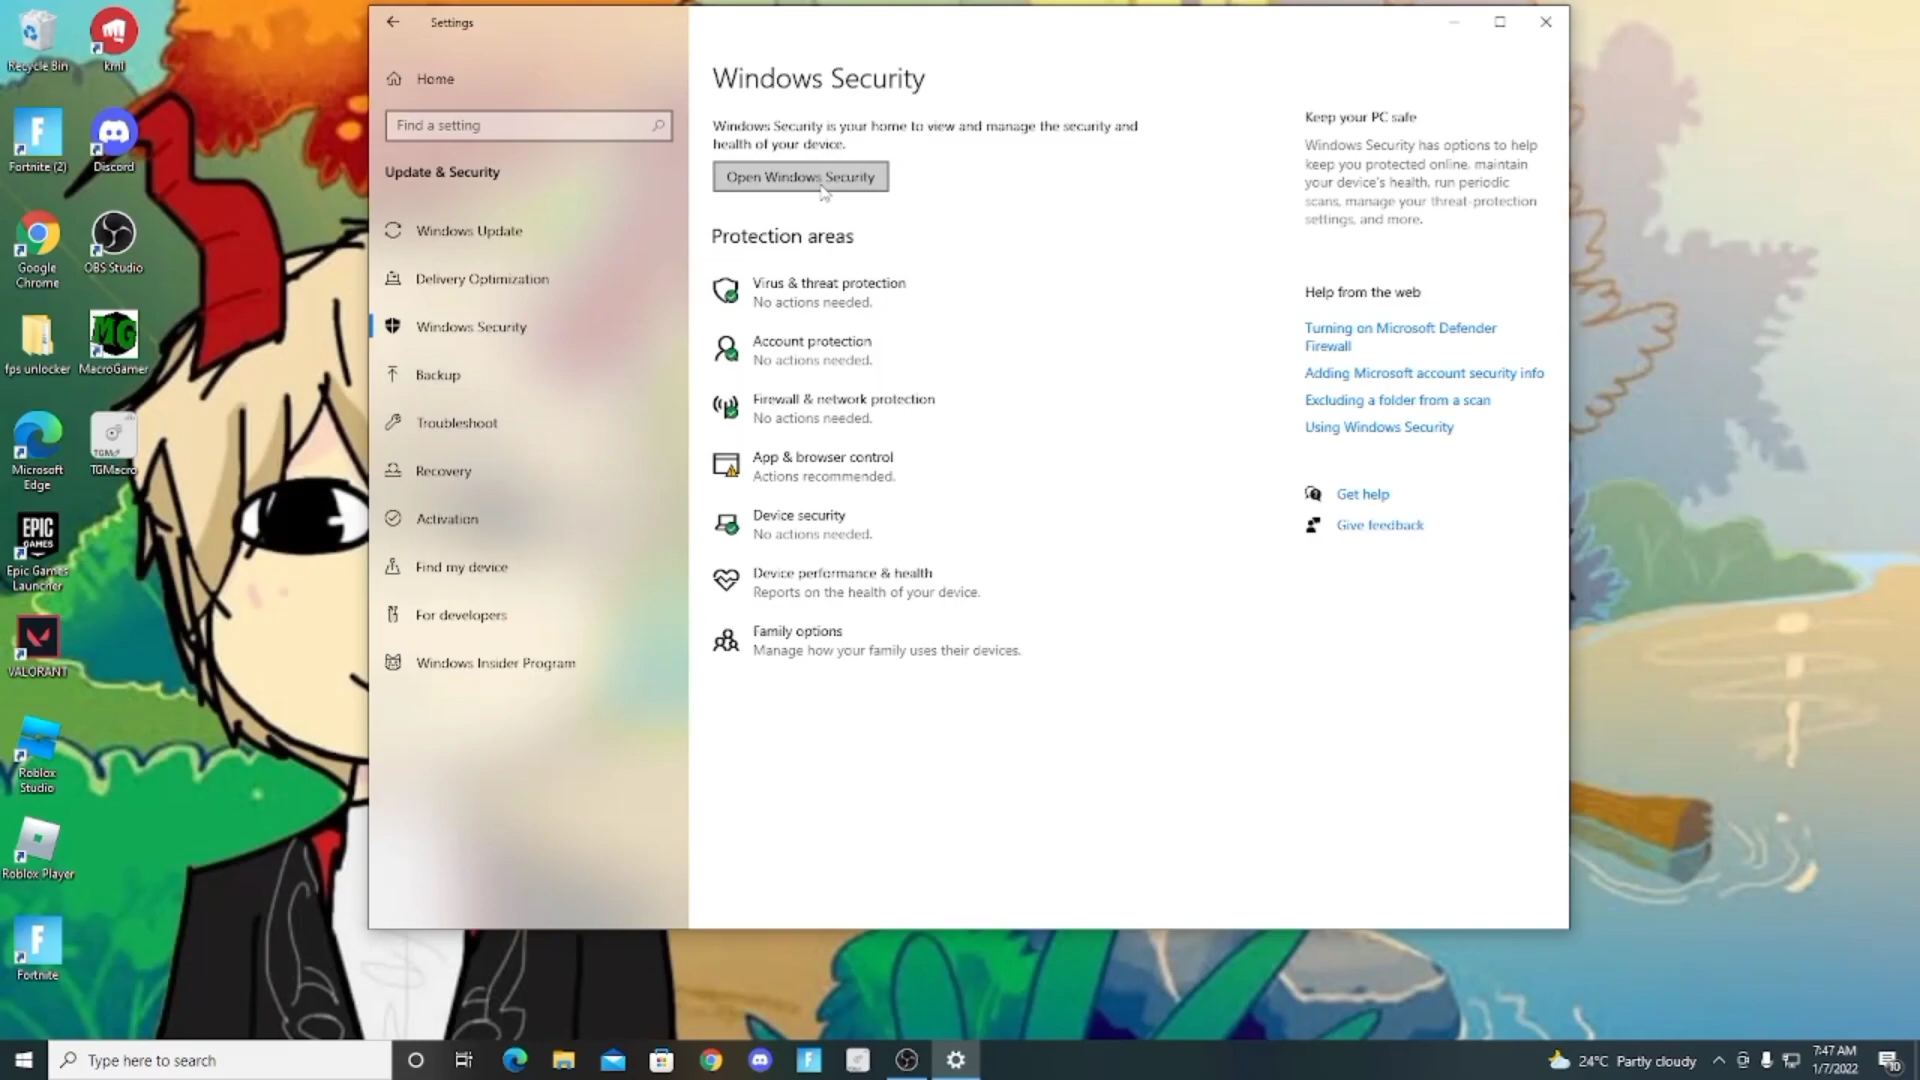 Recycle Bin
kml
Fortnite (2)
Discord
Google
Chrome
OBS Studio
fps unlocker
MG
MacroGamer
Microsoft
Edge
TGM
TGMacro
EPIC
GAMES
Epic Games
Launcher
VALORANT
Roblox
Studio
Roblox Player
Fortnite
Settings
Home
Find a setting
Update & Security
Windows Update
Delivery Optimization
Windows Security
Backup
Troubleshoot
Recovery
Activation
Find my device
For developers
Windows Insider Program
Windows Security
Windows Security is your home to view and manage the security and
health of your device.
Open Windows Security
Protection areas
Virus & threat protection
No actions needed.
Account protection
No actions needed.
Firewall & network protection
No actions needed.
App & browser control
Actions recommended.
Device security
No actions needed.
Device performance & health
Reports on the health of your device.
Family options
Manage how your family uses their devices.
Keep your PC safe
Windows Security has options to help
keep you protected online, maintain
your device's health, run periodic
scans, manage your threat-protection
settings, and more.
Help from the web
Turning on Microsoft Defender
Firewall
Adding Microsoft account security info
Excluding a folder from a scan
Using Windows Security
Get help
Give feedback
Type here to search
24°C Partly cloudy
7:47 AM
1/7/2022
10